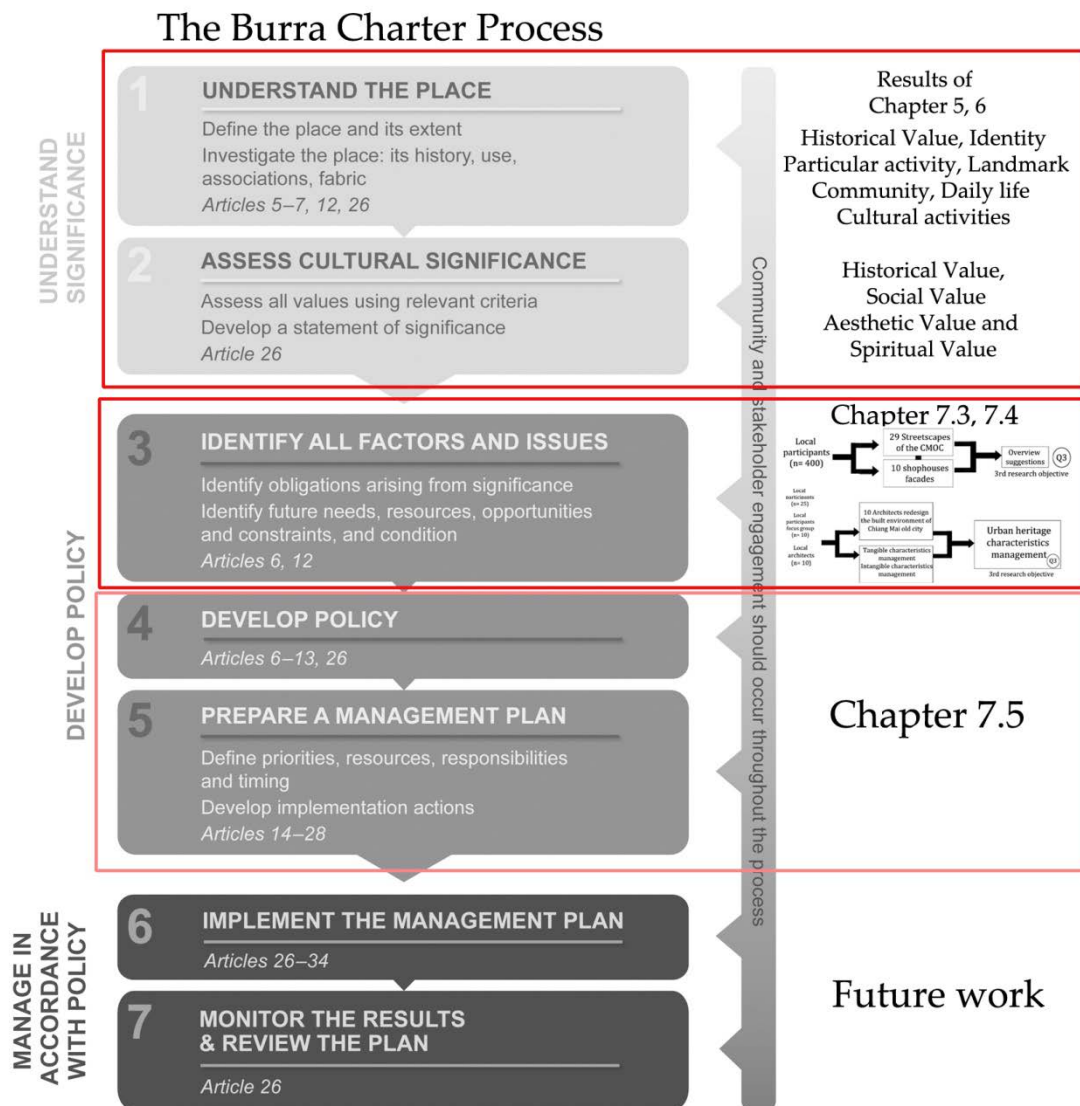 The Burra Charter Process
UNDERSTAND
SIGNIFICANCE
1
UNDERSTAND THE PLACE
Define the place and its extent
Investigate the place: its history, use,
associations, fabric
Articles 5–7, 12, 26
2
ASSESS CULTURAL SIGNIFICANCE
Assess all values using relevant criteria
Develop a statement of significance
Article 26
Results of
Chapter 5, 6
Historical Value, Identity
Particular activity, Landmark
Community, Daily life
Cultural activities
Historical Value,
Social Value
Aesthetic Value and
Spiritual Value
Community and stakeholder engagement should occur throughout the process
DEVELOP POLICY
3
IDENTIFY ALL FACTORS AND ISSUES
Identify obligations arising from significance
Identify future needs, resources, opportunities
and constraints, and condition
Articles 6, 12
Chapter 7.3, 7.4
Local
participants
(n= 400)
29 Streetscapes
of the CMOC
10 shophouses
facades
Overview
suggestions
Q3
3rd research objective
Local
participants
(n= 25)
Local
participants
focus group
(n= 10)
Local
architects
(n= 10)
10 Architects redesign
the built environment of
Chiang Mai old city
Tangible characteristics
management
Intangible characteristics
management
Urban heritage
characteristics
management
Q3
3rd research objective
4
DEVELOP POLICY
Articles 6–13, 26
5
PREPARE A MANAGEMENT PLAN
Define priorities, resources, responsibilities
and timing
Develop implementation actions
Articles 14–28
Chapter 7.5
MANAGE IN
ACCORDANCE
WITH POLICY
6
IMPLEMENT THE MANAGEMENT PLAN
Articles 26–34
7
MONITOR THE RESULTS
& REVIEW THE PLAN
Article 26
Future work